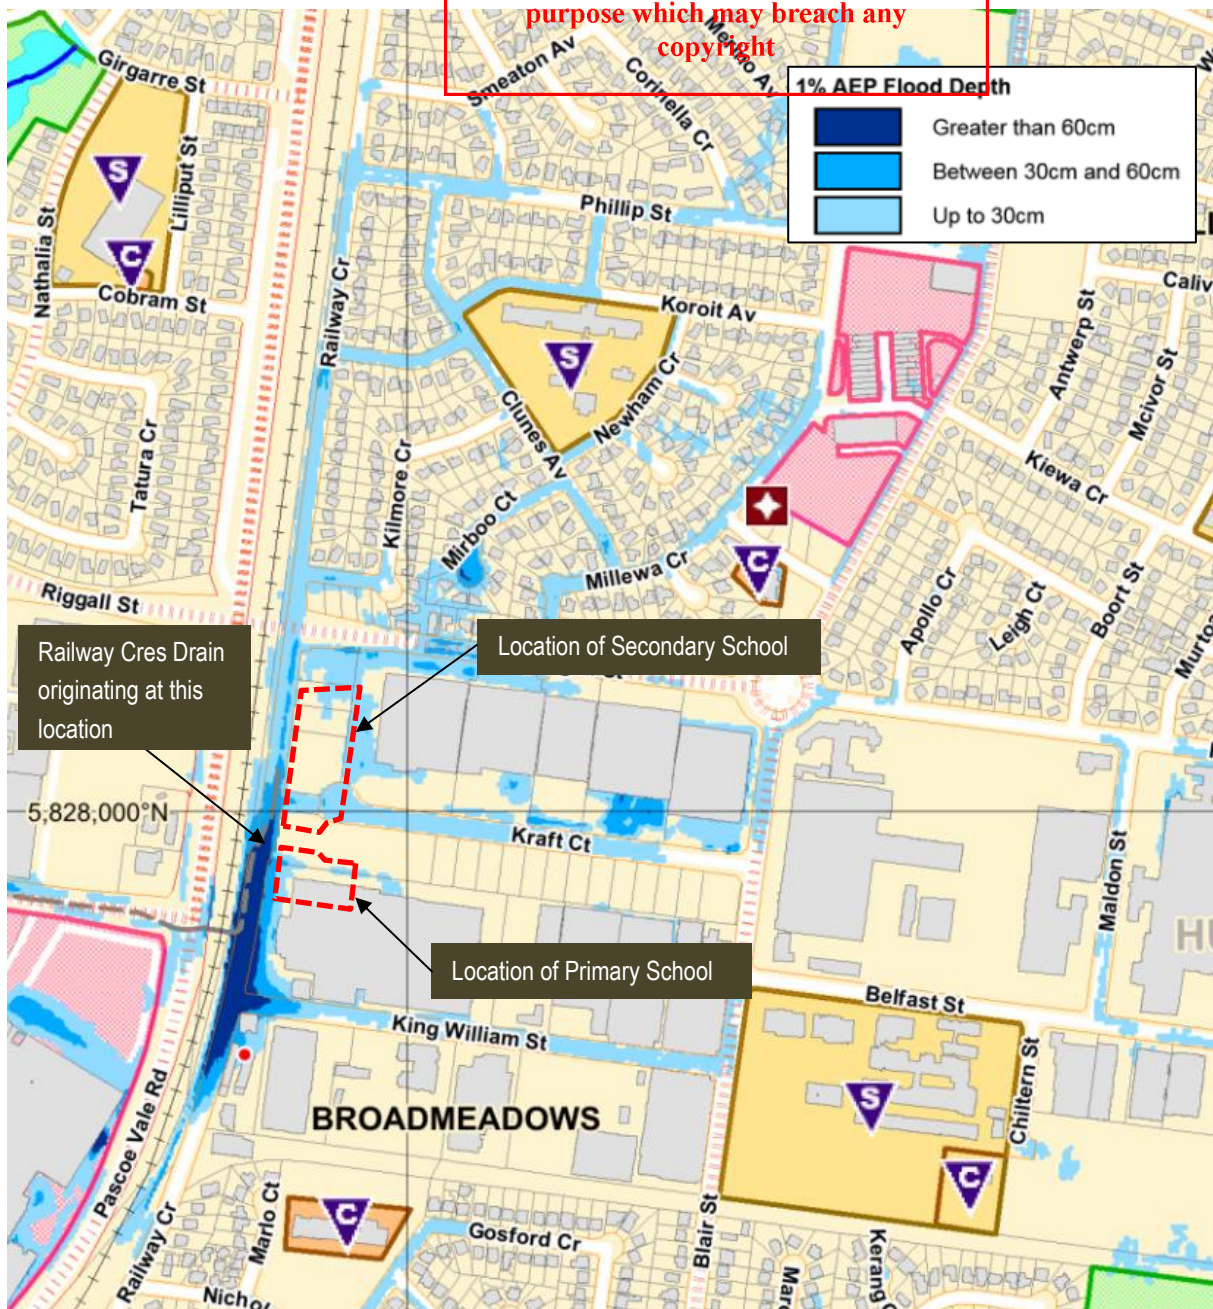 purpose which may breach any
copyright
1% AEP Flood Depth
Greater than 60cm
Between 30cm and 60cm
Up to 30cm
Girgarre St
Smeaton Av
Corinella Cr
Lilliput St
S
Nathalia St
C
Cobram St
Phillip St
Railway Cr
Koroit Av
S
Newham Cr
Clunes Av
Antwerp St
McIvor St
Kiewa Cr
Tatura Cr
Kilmore Cr
Mirboo Ct
Millewa Cr
C
Apollo Cr
Leigh Ct
Boort St
Riggall St
Railway Cres Drain
originating at this
location
Location of Secondary School
5,828,000°N
Kraft Ct
Maldon St
Location of Primary School
Belfast St
King William St
Chiltern St
S
C
BROADMEADOWS
Pascoe Vale Rd
Railway Cr
Marlo Ct
C
Gosford Cr
Blair St
Kerang